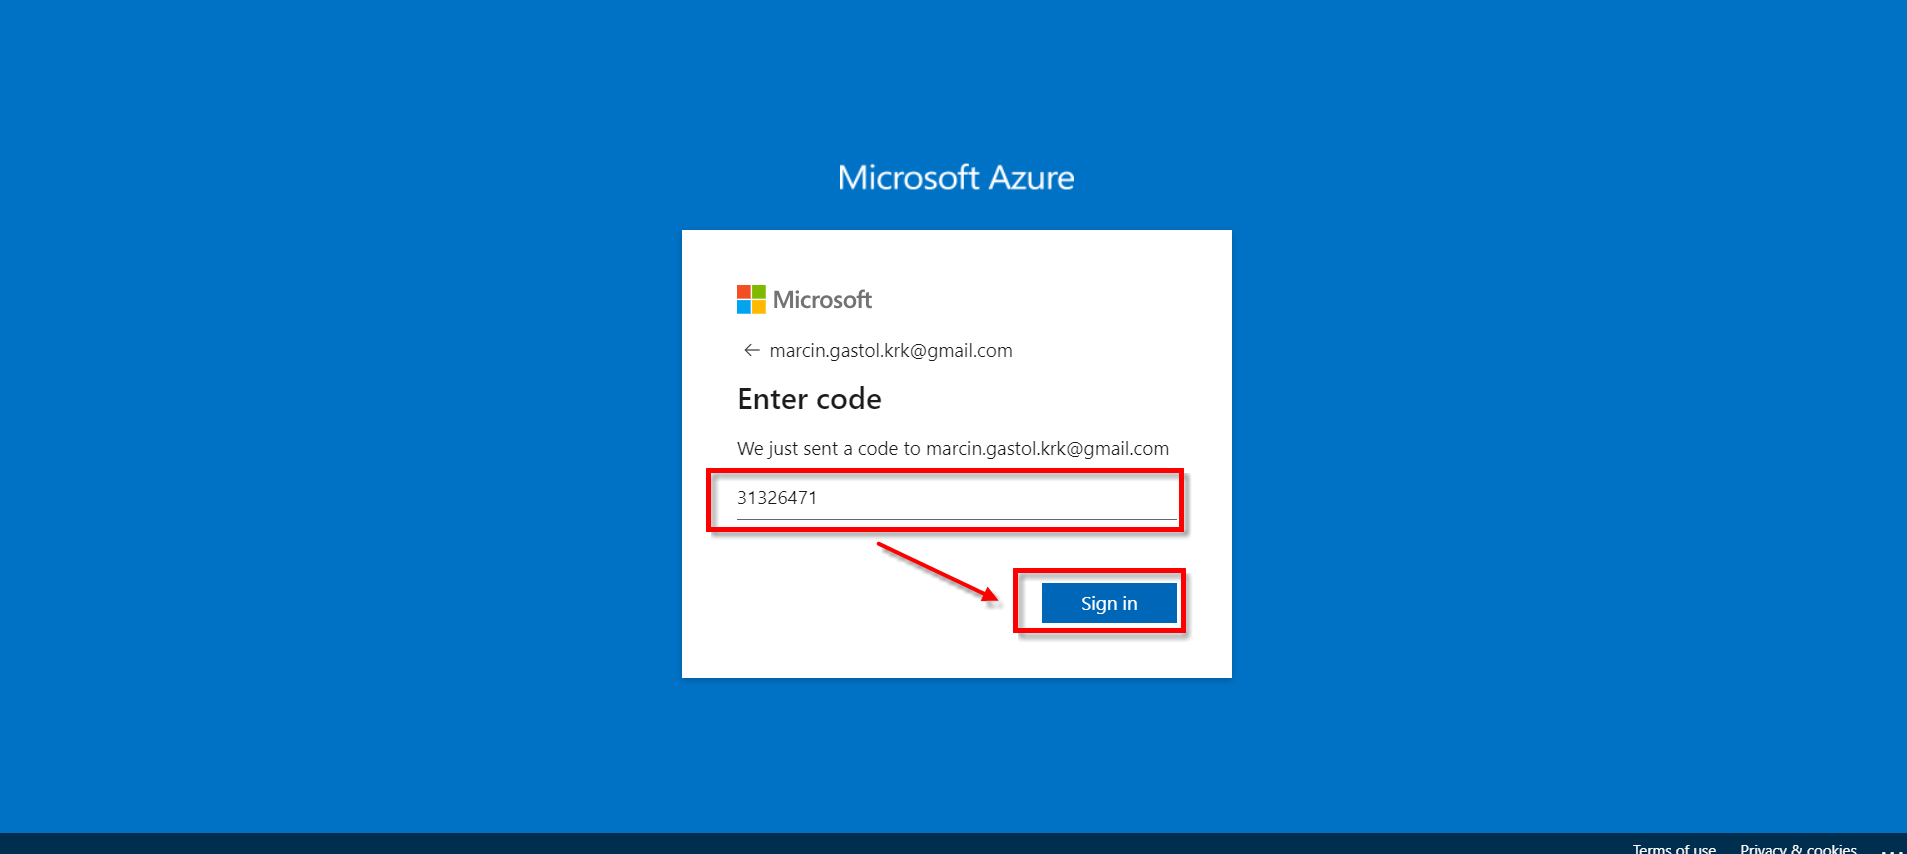 Microsoft Azure
Microsoft
marcin.gastol.krk@gmail.com
Enter code
We just sent a code to marcin.gastol.krk@gmail.com
31326471
Sign in
Terms of use Privacy & cookies ...